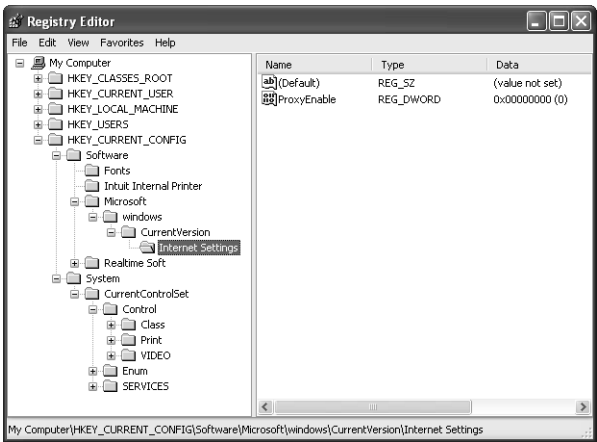 Registry Editor
File Edit View Favorites Help
My Computer
HKEY_CLASSES_ROOT
HKEY_CURRENT_USER
HKEY_LOCAL_MACHINE
HKEY_USERS
HKEY_CURRENT_CONFIG
Software
Fonts
Intuit Internal Printer
Microsoft
windows
CurrentVersion
Internet Settings
Realtime Soft
System
CurrentControlSet
Control
Class
Print
VIDEO
Enum
SERVICES
Name Type Data
ab (Default) REG_SZ (value not set)
ProxyEnable REG_DWORD 0x00000000 (0)
My Computer\HKEY_CURRENT_CONFIG\Software\Microsoft\windows\CurrentVersion\Internet Settings